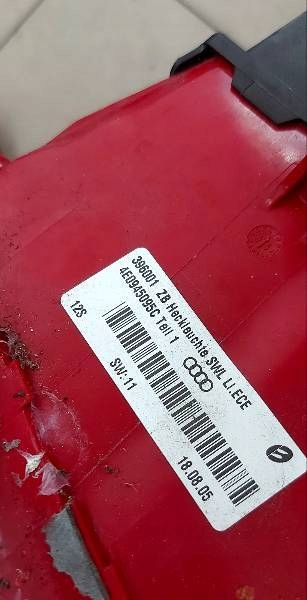 396001 ZB Heckleuchte SWL LI ECE
4E0945095C Teil 1
12S
SW:11
18.08.05